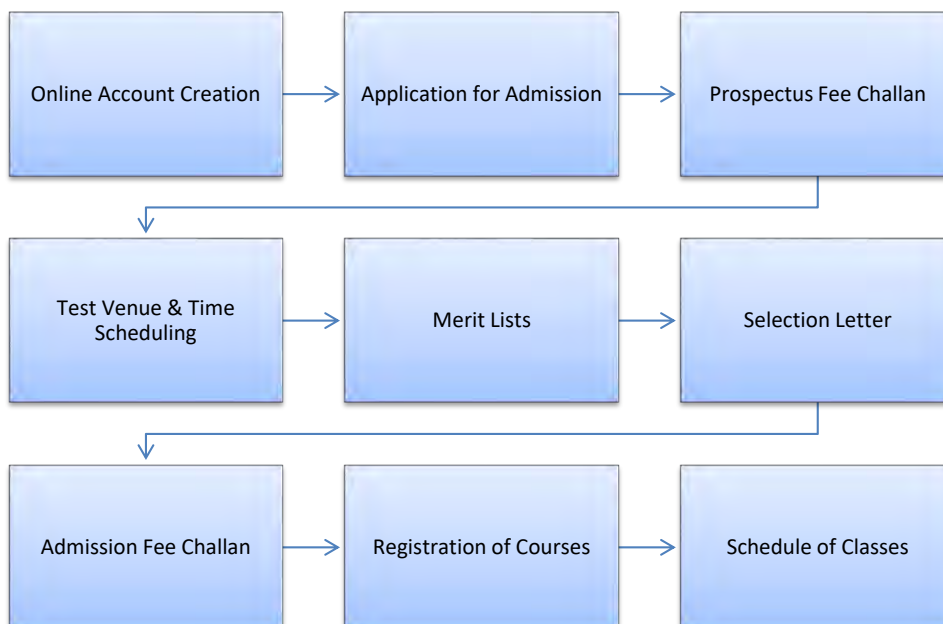 Online Account Creation
Application for Admission
Prospectus Fee Challan
Test Venue & Time
Scheduling
Merit Lists
Selection Letter
Admission Fee Challan
Registration of Courses
Schedule of Classes